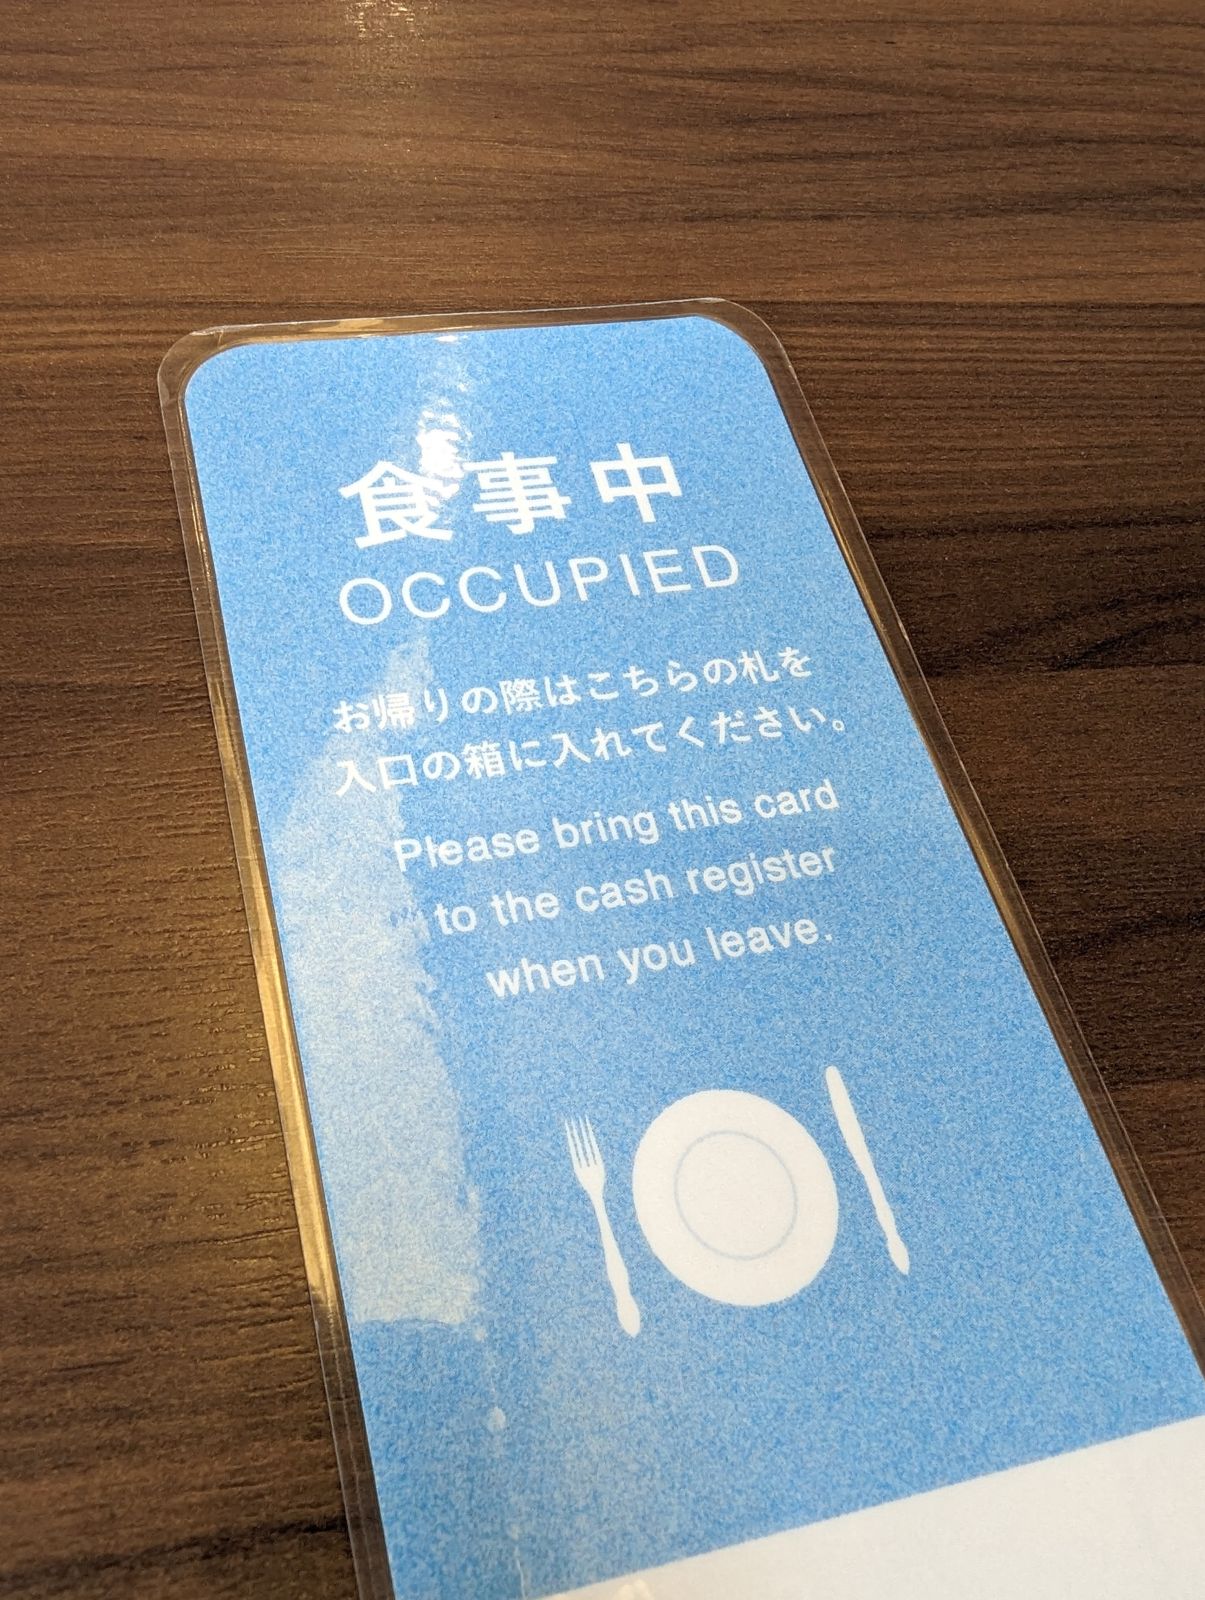 食事中
OCCUPIED
お帰りの際はこちらの札を
入口の箱に入れてください。
Please bring this card
to the cash register
when you leave.